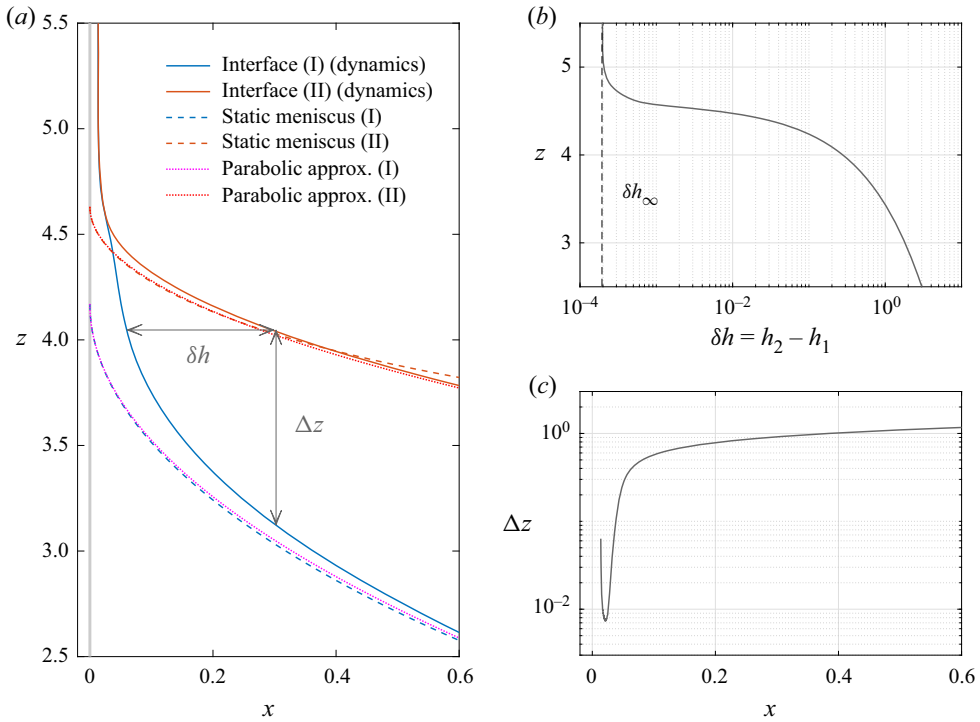 (a)
5.5
5.0
4.5
4.0
3.5
3.0
2.5
z
0
0.2
0.4
0.6
x
Interface (I) (dynamics)
Interface (II) (dynamics)
Static meniscus (I)
Static meniscus (II)
Parabolic approx. (I)
Parabolic approx. (II)
δh
Δz
(b)
5
4
3
z
δh∞
10⁻⁴
10⁻²
10⁰
δh = h₂ − h₁
(c)
10⁰
10⁻²
Δz
0
0.2
0.4
0.6
x